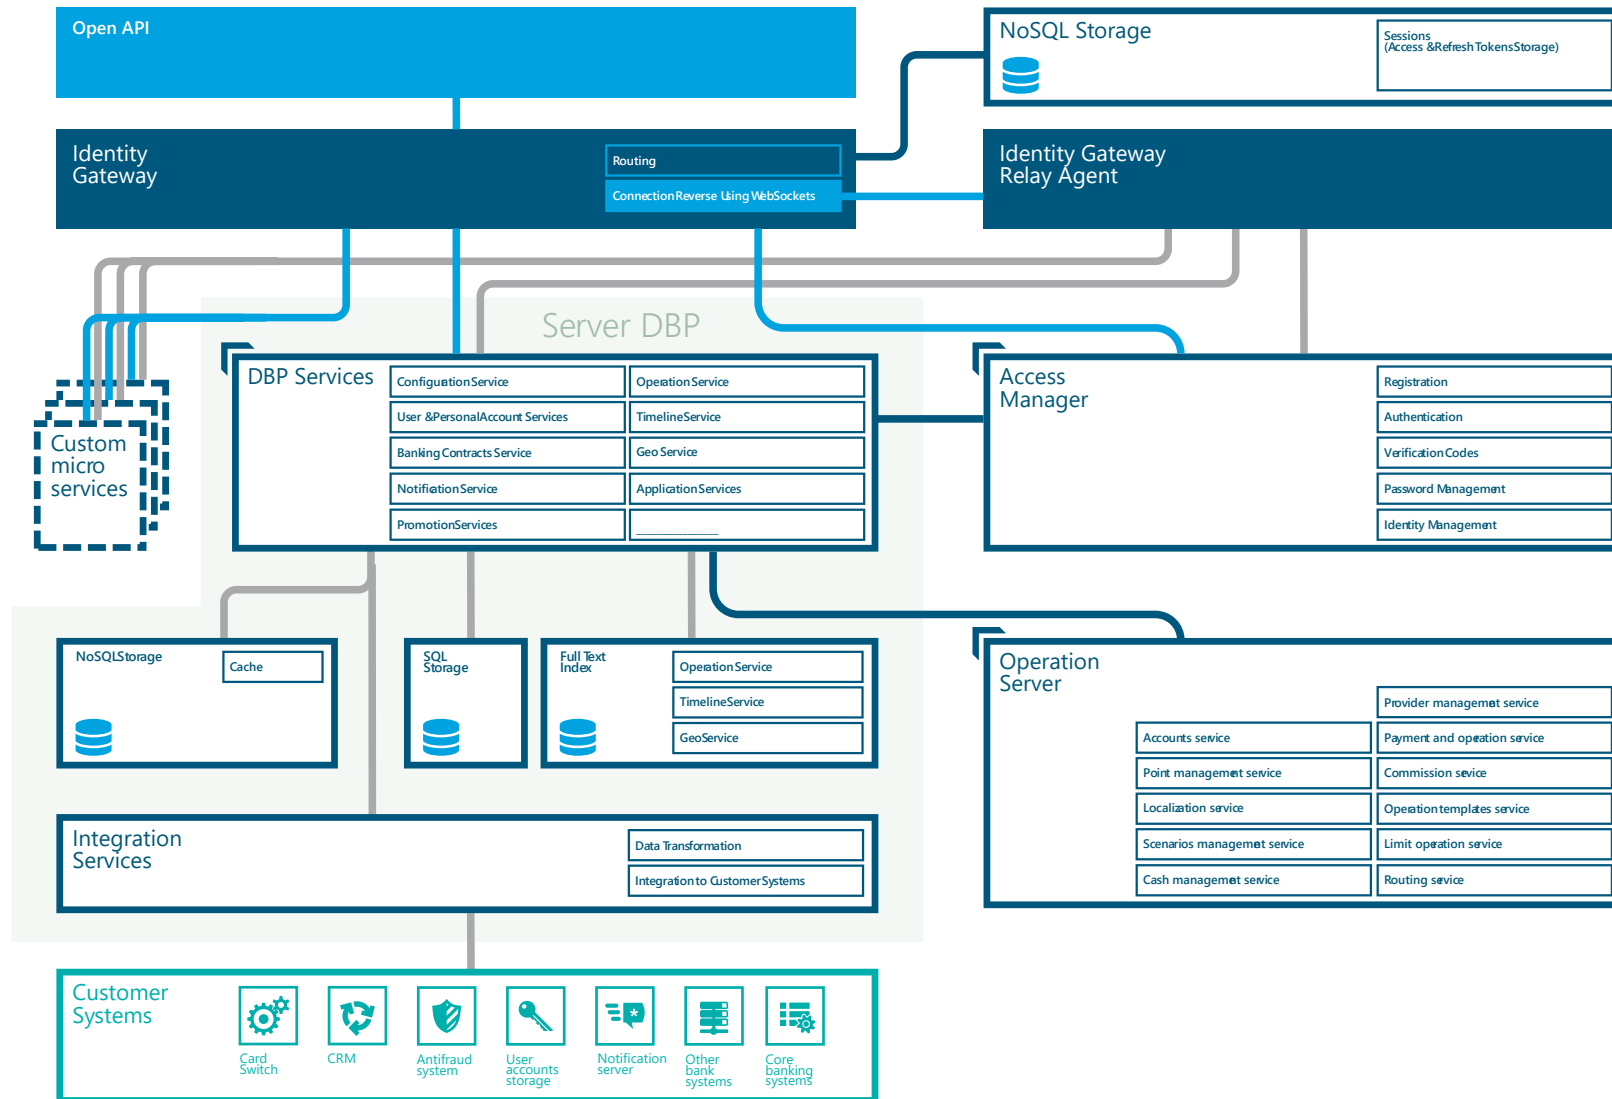 Open API
NoSQL Storage
Sessions
(Access & Refresh Tokens Storage)
Identity
Gateway
Routing
Connection Reverse Using WebSockets
Identity Gateway
Relay Agent
Server DBP
DBP Services
Configuration Service
User & Personal Account Services
Banking Contracts Service
Notification Service
Promotion Services
Operation Service
Timeline Service
Geo Service
Application Services
_______________
Access
Manager
Registration
Authentication
Verification Codes
Password Management
Identity Management
Custom
micro
services
NoSQL Storage
Cache
SQL
Storage
Full Text
Index
Operation Service
Timeline Service
GeoService
Operation
Server
Provider management service
Accounts service
Payment and operation service
Point management service
Commission service
Localization service
Operation templates service
Scenarios management service
Limit operation service
Cash management service
Routing service
Integration
Services
Data Transformation
Integration to Customer Systems
Customer
Systems
Card
Switch
CRM
Antifraud
system
User
accounts
storage
Notification
server
Other
bank
systems
Core
banking
systems